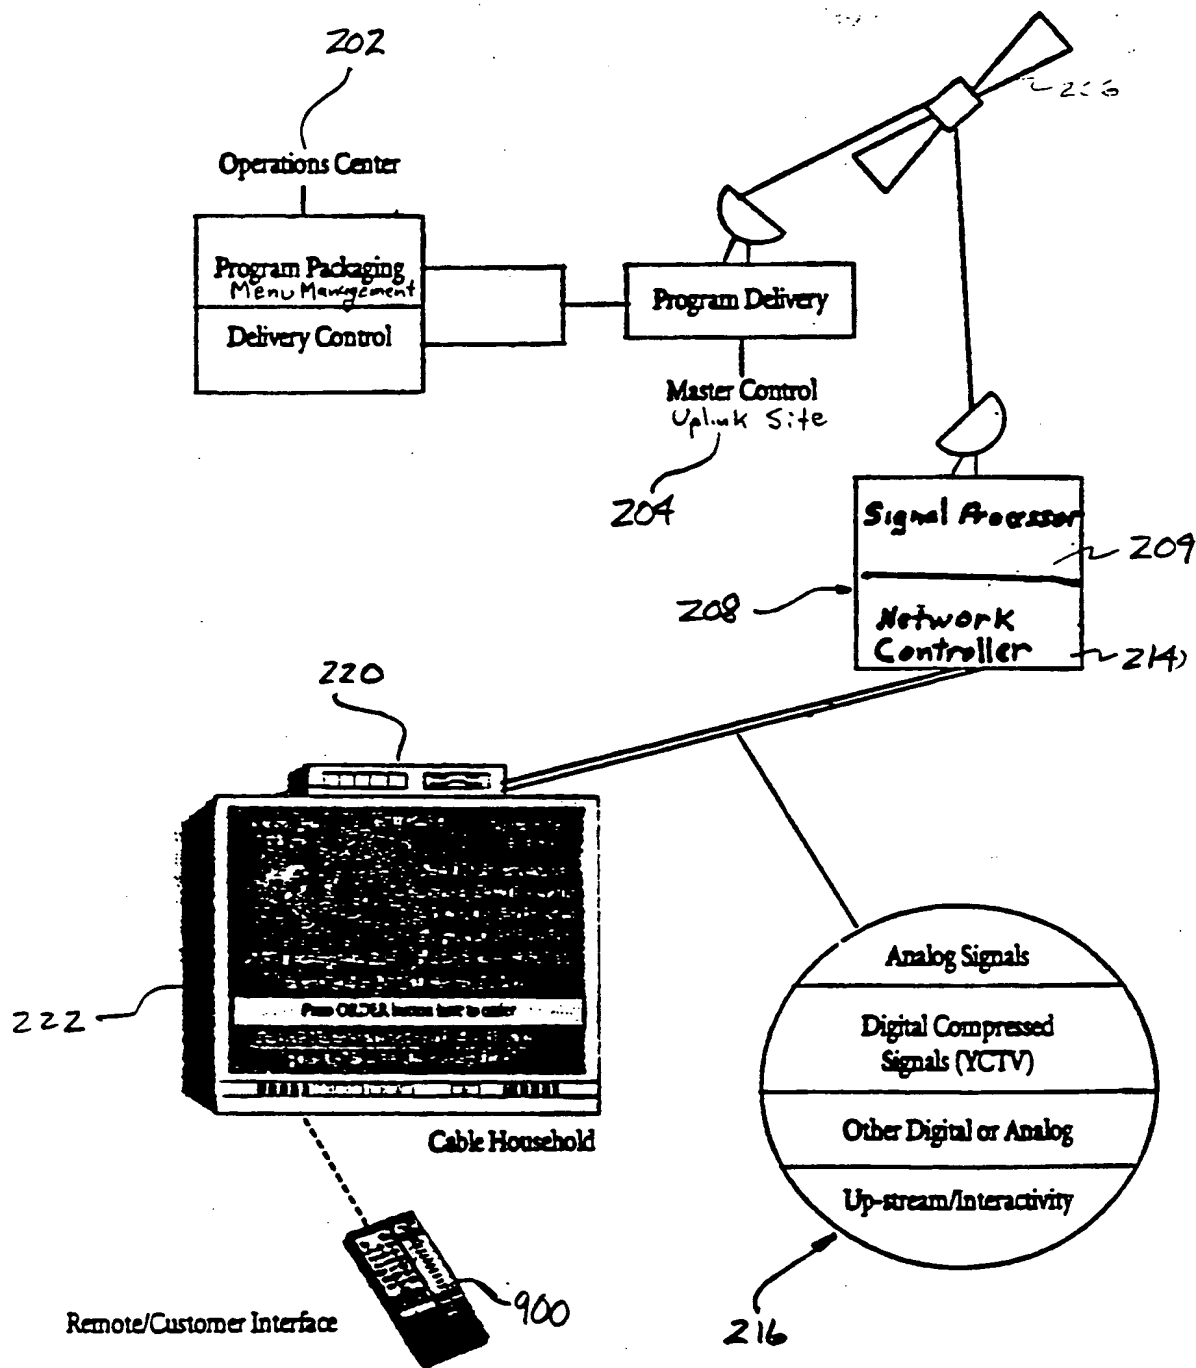 202
Operations Center
Program Packaging
Menu Management
Delivery Control
Program Delivery
Master Control
Uplink Site
204
Signal Processor
209
208
Network
Controller
214
220
222
Press ORDER button here to order
Cable Household
Analog Signals
Digital Compressed
Signals (YCTV)
Other Digital or Analog
Up-stream/Interactivity
216
900
Remote/Customer Interface